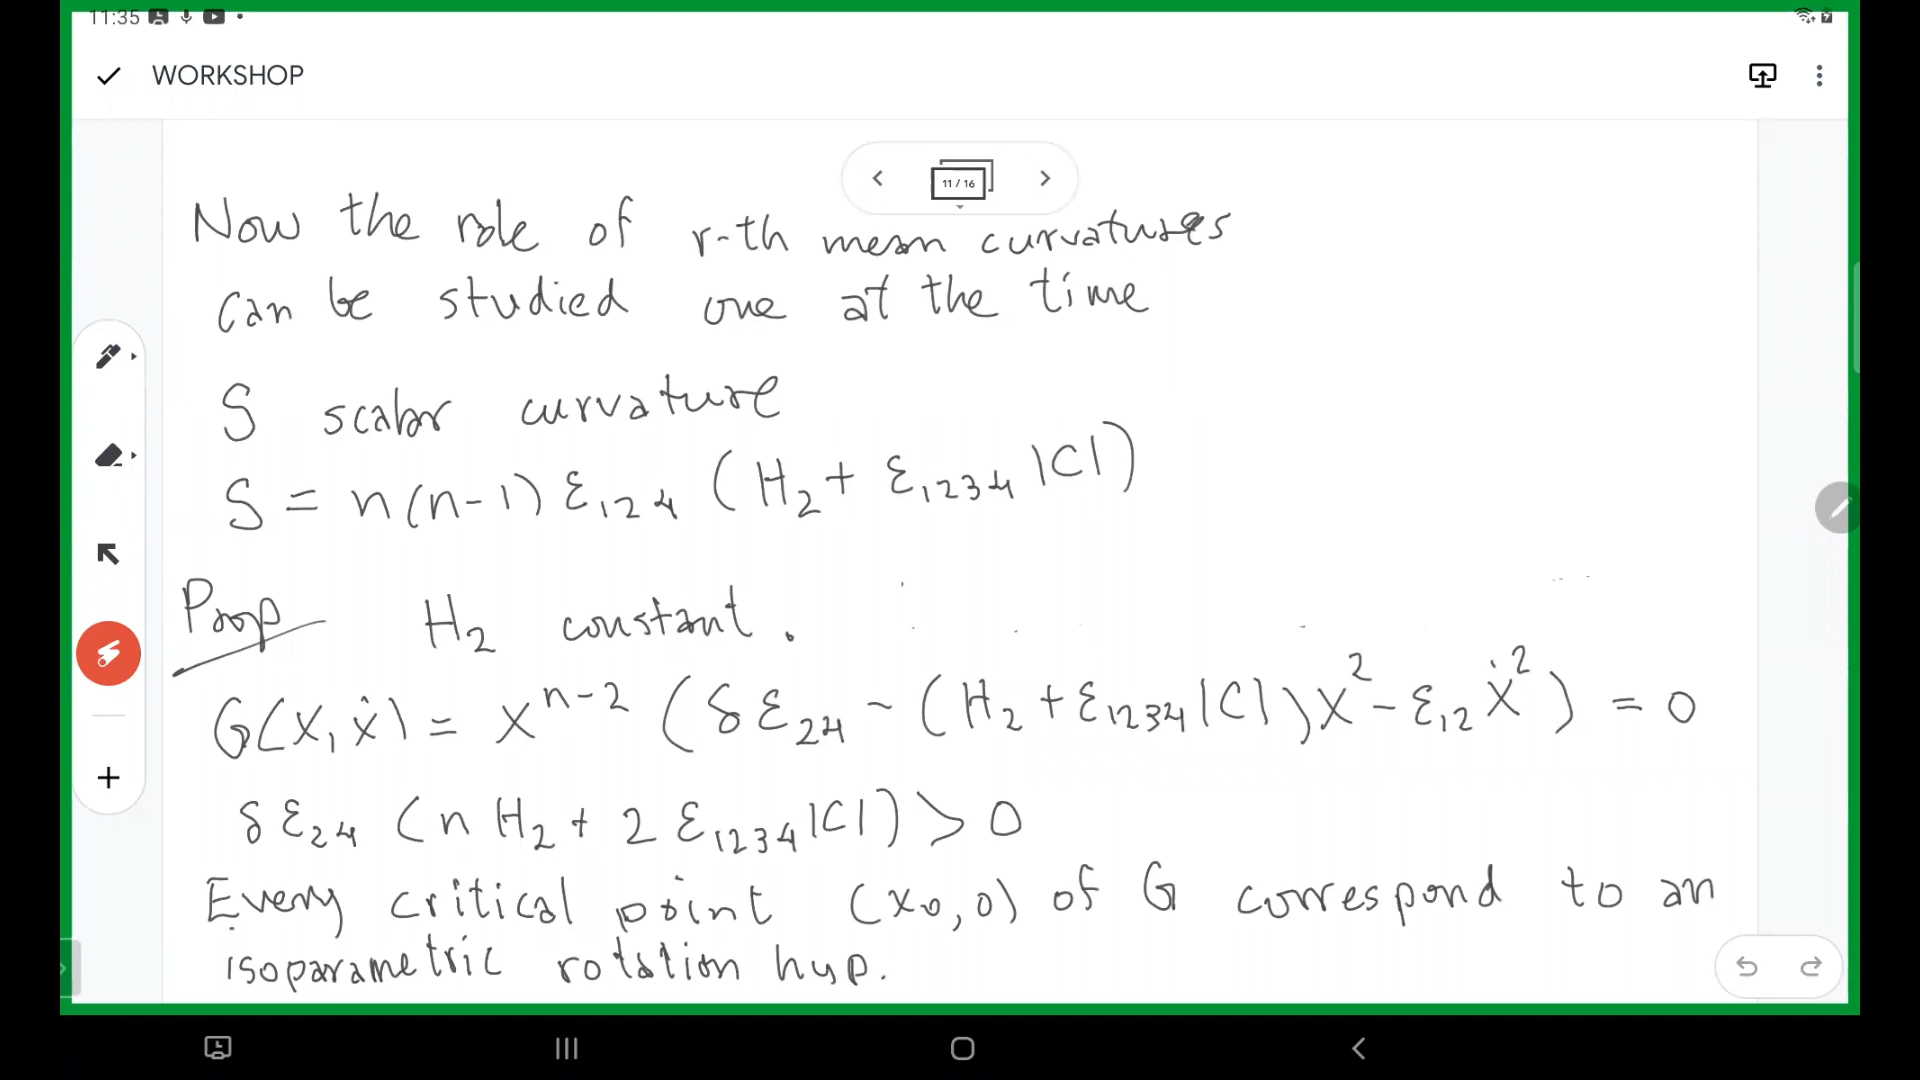 11:35
WORKSHOP
11 / 16
Now the role of r-th mean curvatures
can be studied one at the time
S scalar curvature
S = n(n-1) ε₁₂₄ (H₂ + ε₁₂₃₄ |C|)
Prop H₂ constant.
G(x, ẋ) = x^{n-2} (δ ε₂₄ - (H₂ + ε₁₂₃₄ |C|) x² - ε₁₂ ẋ²) = 0
δ ε₂₄ (n H₂ + 2 ε₁₂₃₄ |C|) > 0
Every critical point (x₀, 0) of G correspond to an
isoparametric rotation hyp.